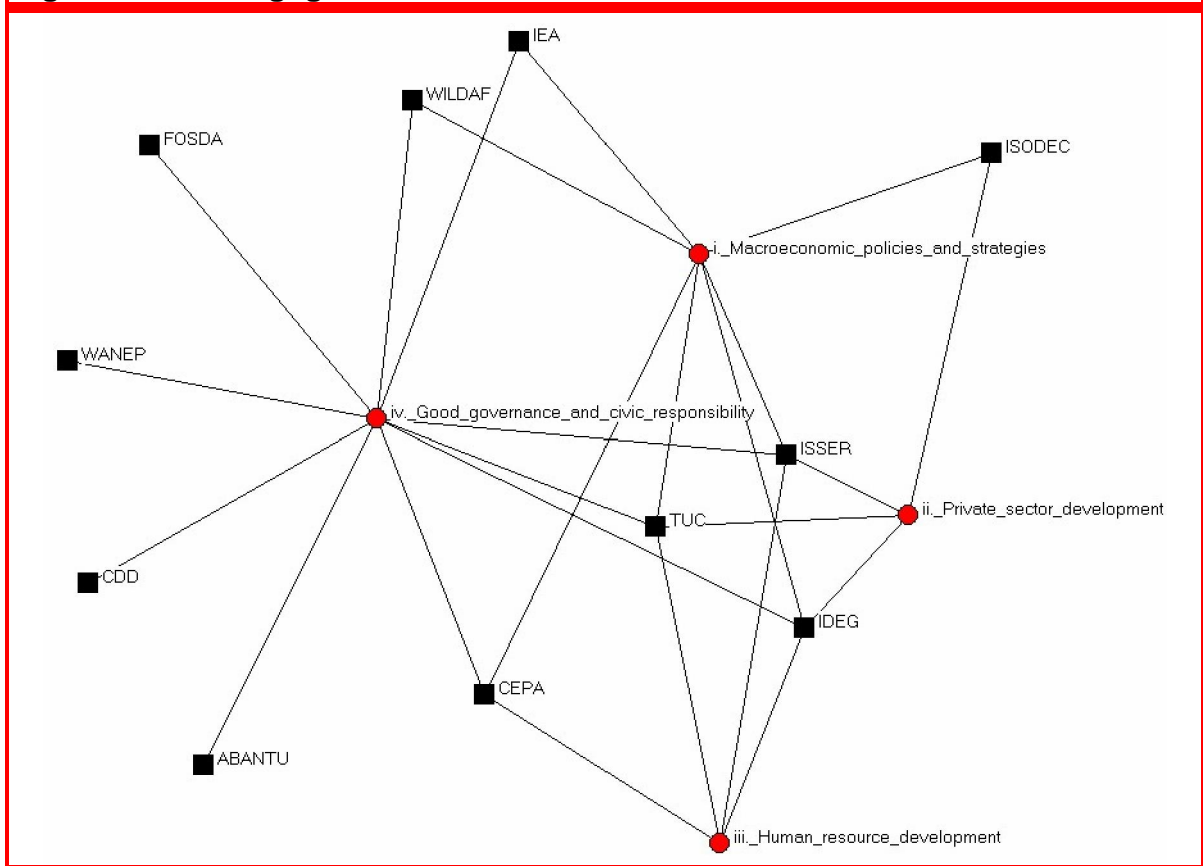 IEA
WILDAF
FOSDA
ISODEC
i._Macroeconomic_policies_and_strategies
WANEP
iv._Good_governance_and_civic_responsibility
ISSER
ii._Private_sector_development
TUC
CDD
IDEG
CEPA
ABANTU
iii._Human_resource_development